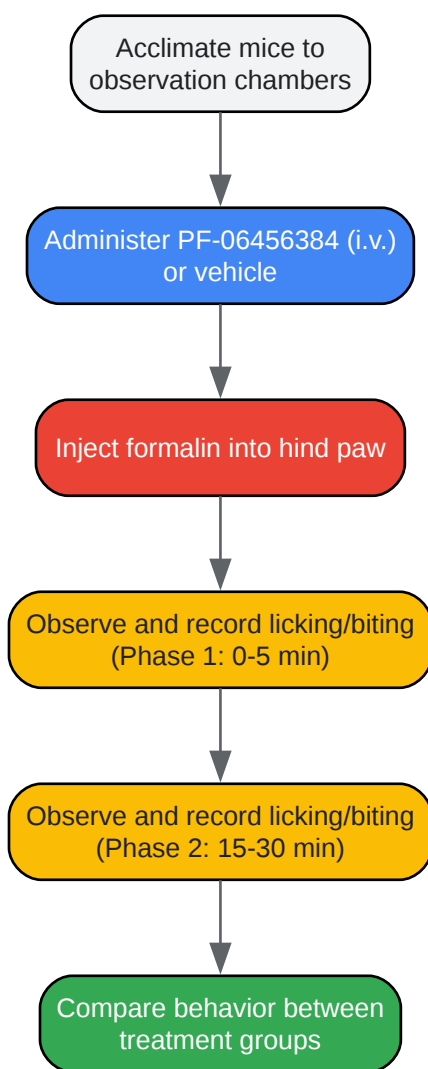 Acclimate mice to
observation chambers
Administer PF-06456384 (i.v.)
or vehicle
Inject formalin into hind paw
Observe and record licking/biting
(Phase 1: 0-5 min)
Observe and record licking/biting
(Phase 2: 15-30 min)
Compare behavior between
treatment groups